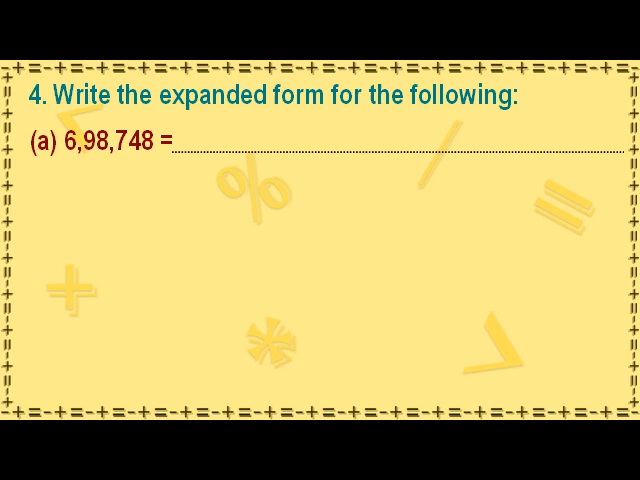 4. Write the expanded form for the following:
(a) 6,98,748 =